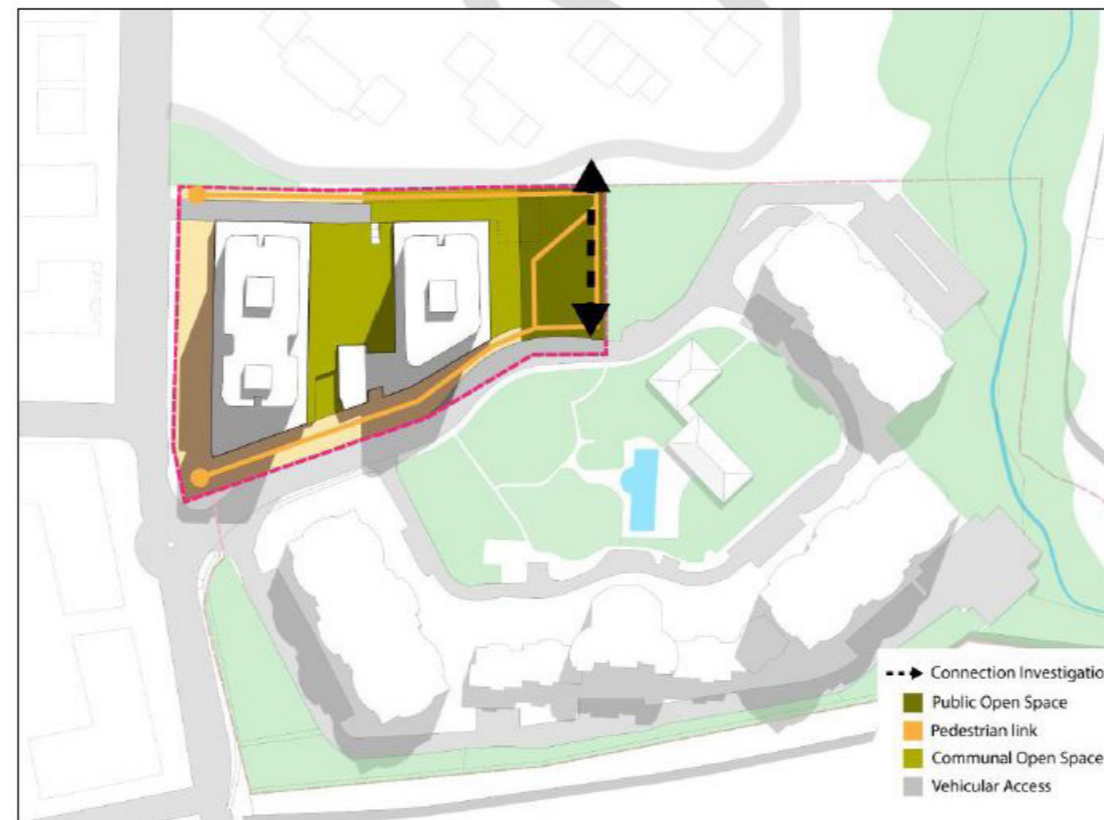 Connection Investigatio
Public Open Space
Pedestrian link
Communal Open Space
Vehicular Access